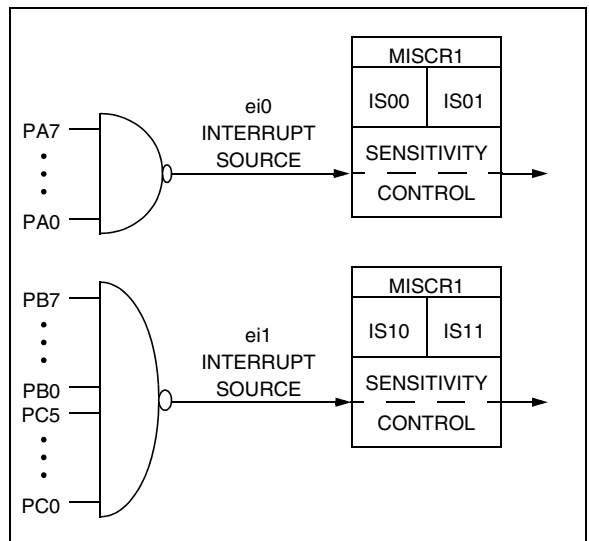 MISCR1
IS00 IS01
ei0
INTERRUPT
SOURCE
PA7
PA0
SENSITIVITY
CONTROL
MISCR1
IS10 IS11
ei1
INTERRUPT
SOURCE
PB7
PB0
PC5
PC0
SENSITIVITY
CONTROL